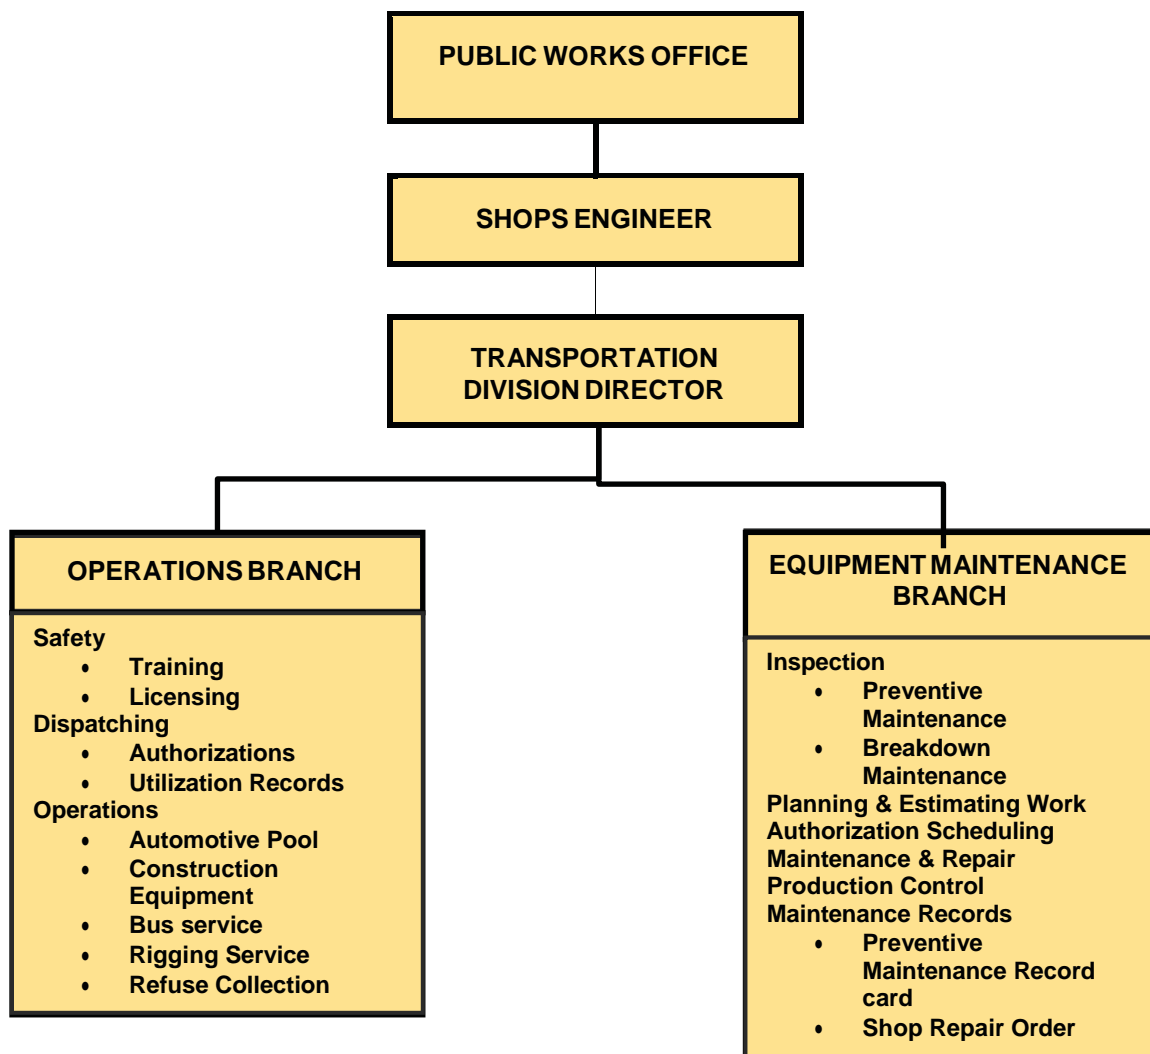 PUBLIC WORKS OFFICE
SHOPS ENGINEER
TRANSPORTATION
DIVISION DIRECTOR
OPERATIONS BRANCH
Safety
• Training
• Licensing
Dispatching
• Authorizations
• Utilization Records
Operations
• Automotive Pool
• Construction
Equipment
• Bus service
• Rigging Service
• Refuse Collection
EQUIPMENT MAINTENANCE
BRANCH
Inspection
• Preventive
Maintenance
• Breakdown
Maintenance
Planning & Estimating Work
Authorization Scheduling
Maintenance & Repair
Production Control
Maintenance Records
• Preventive
Maintenance Record
card
• Shop Repair Order